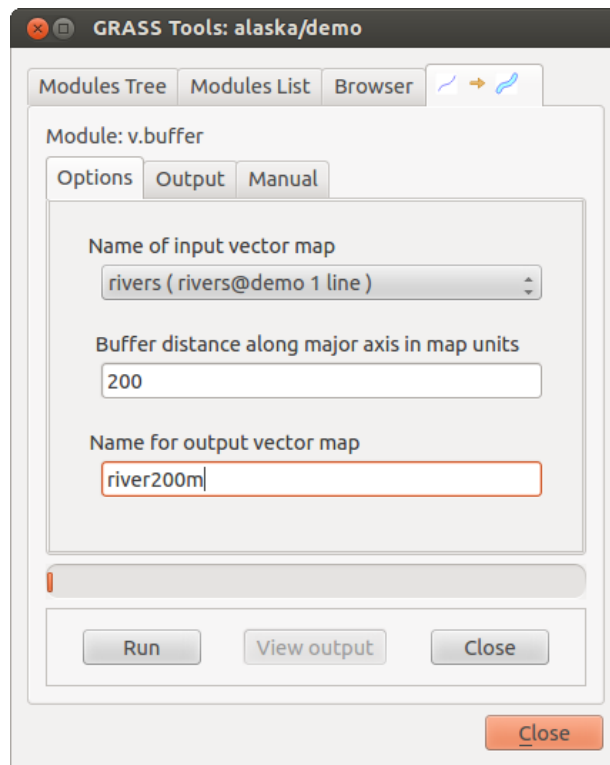 GRASS Tools: alaska/demo
Modules Tree Modules List Browser
Module: v.buffer
Options Output Manual
Name of input vector map
rivers ( rivers@demo 1 line )
Buffer distance along major axis in map units
200
Name for output vector map
river200m
Run View output Close
Close